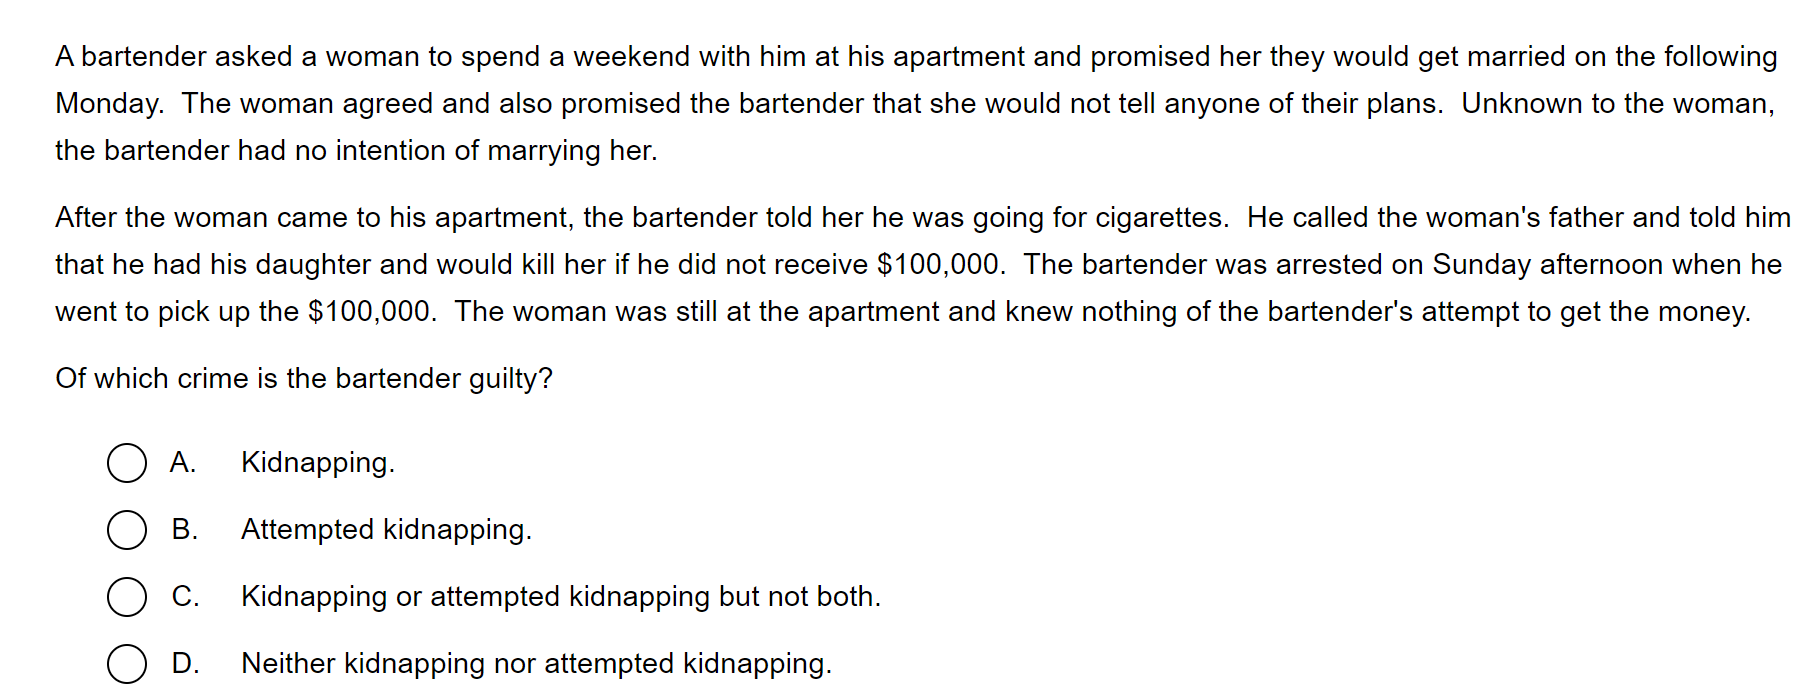 A bartender asked a woman to spend a weekend with him at his apartment and promised her they would get married on the following
Monday.  The woman agreed and also promised the bartender that she would not tell anyone of their plans.  Unknown to the woman,
the bartender had no intention of marrying her.
After the woman came to his apartment, the bartender told her he was going for cigarettes.  He called the woman's father and told him
that he had his daughter and would kill her if he did not receive $100,000.  The bartender was arrested on Sunday afternoon when he
went to pick up the $100,000.  The woman was still at the apartment and knew nothing of the bartender's attempt to get the money.
Of which crime is the bartender guilty?
A. Kidnapping.
B. Attempted kidnapping.
C. Kidnapping or attempted kidnapping but not both.
D. Neither kidnapping nor attempted kidnapping.